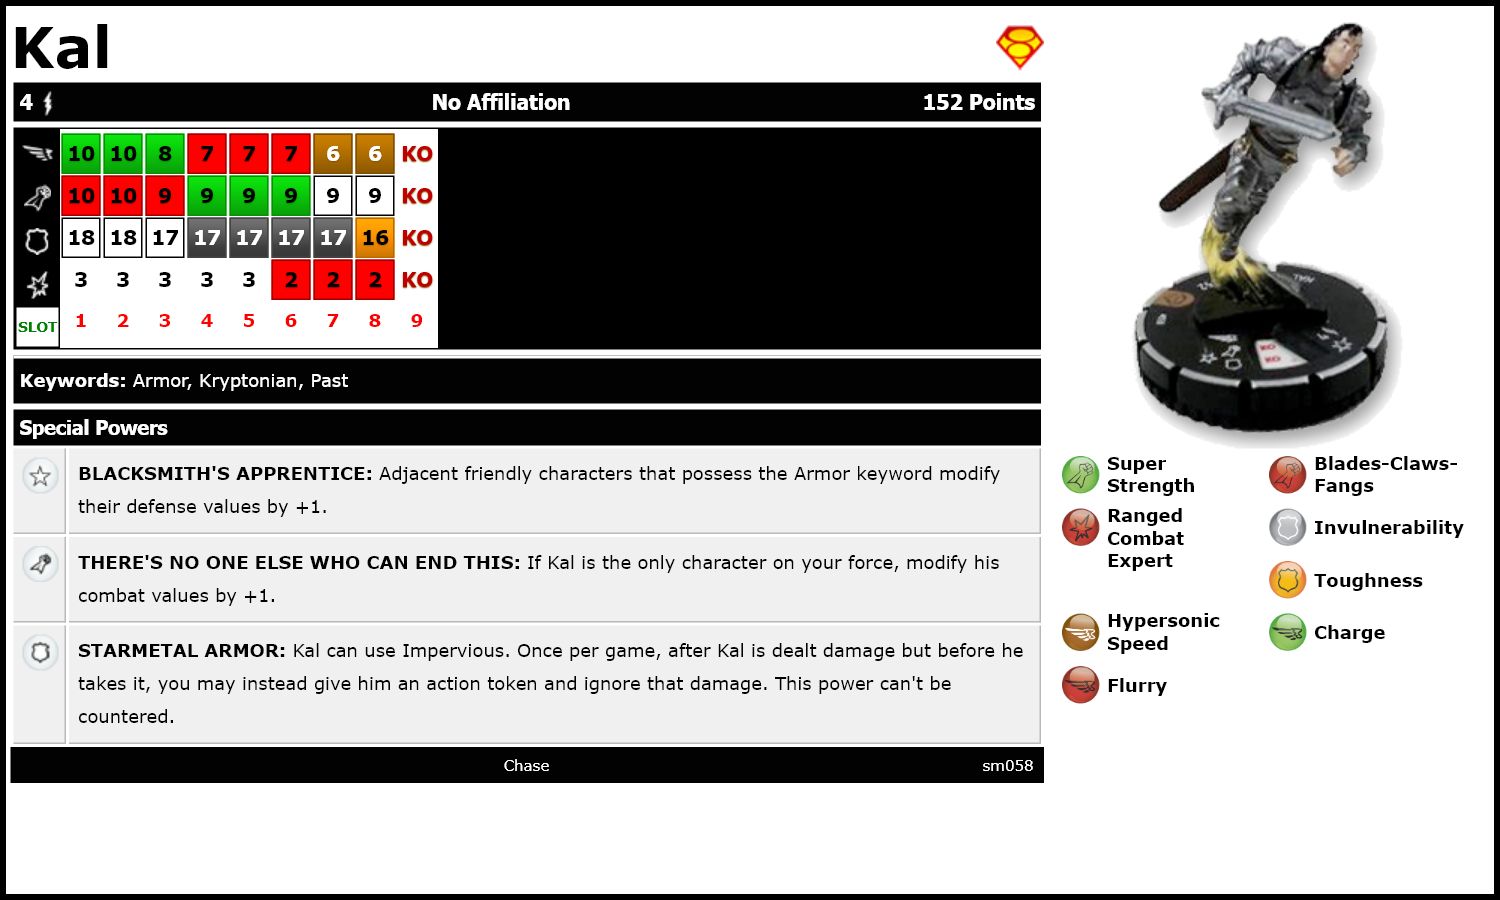 Kal
4 No Affiliation 152 Points
10 10 8 7 7 7 6 6 KO
10 10 9 9 9 9 9 9 KO
18 18 17 17 17 17 17 16 KO
3 3 3 3 3 2 2 2 KO
SLOT 1 2 3 4 5 6 7 8 9
Keywords: Armor, Kryptonian, Past
Special Powers
BLACKSMITH'S APPRENTICE: Adjacent friendly characters that possess the Armor keyword modify
their defense values by +1.
THERE'S NO ONE ELSE WHO CAN END THIS: If Kal is the only character on your force, modify his
combat values by +1.
STARMETAL ARMOR: Kal can use Impervious. Once per game, after Kal is dealt damage but before he
takes it, you may instead give him an action token and ignore that damage. This power can't be
countered.
Chase sm058
KAL
KO
KO
Super
Strength
Blades-Claws-
Fangs
Ranged
Combat
Expert
Invulnerability
Toughness
Hypersonic
Speed
Charge
Flurry